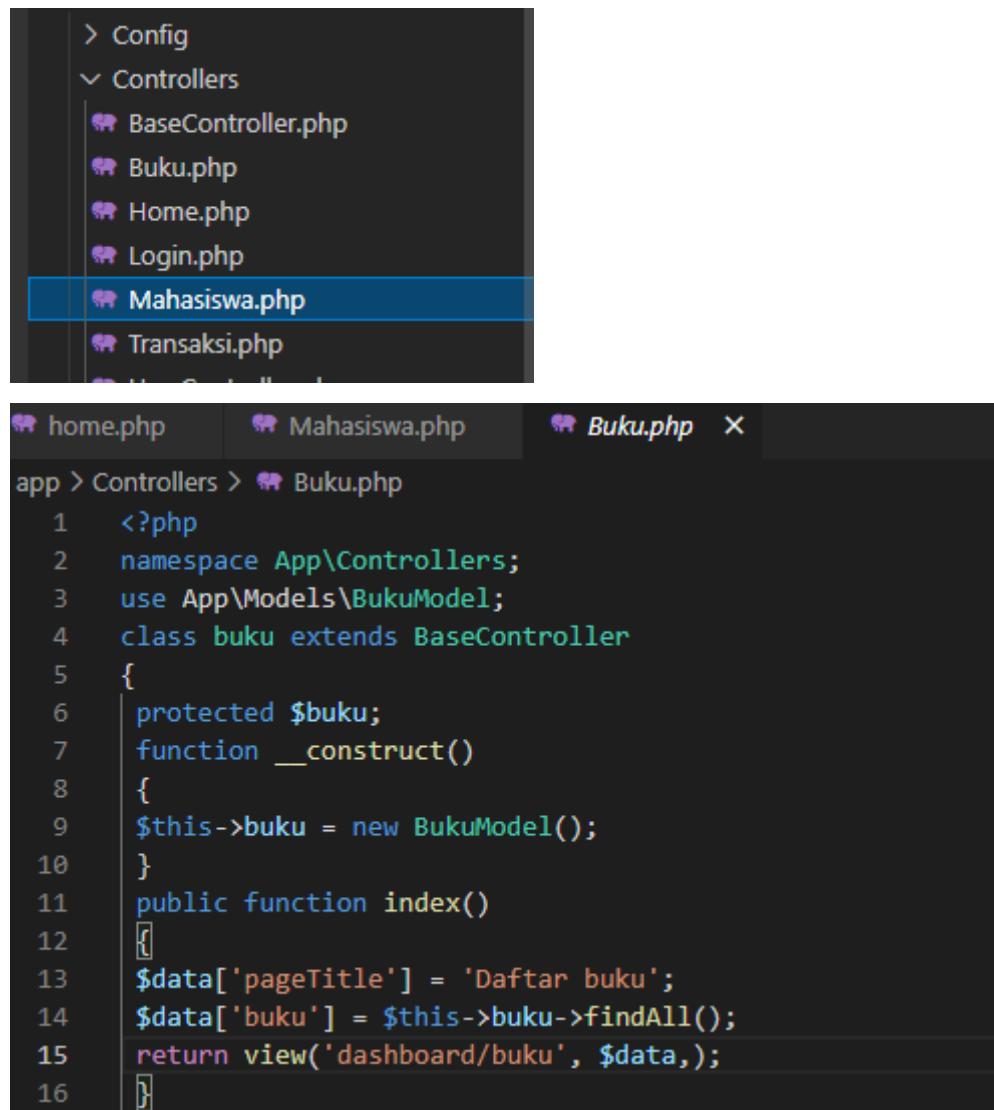 Config
Controllers
BaseController.php
Buku.php
Home.php
Login.php
Mahasiswa.php
Transaksi.php
home.php Mahasiswa.php Buku.php ×
app > Controllers > Buku.php
1 <?php
2 namespace App\Controllers;
3 use App\Models\BukuModel;
4 class buku extends BaseController
5 {
6 protected $buku;
7 function __construct()
8 {
9 $this->buku = new BukuModel();
10 }
11 public function index()
12 {
13 $data['pageTitle'] = 'Daftar buku';
14 $data['buku'] = $this->buku->findAll();
15 return view('dashboard/buku', $data,);
16 }